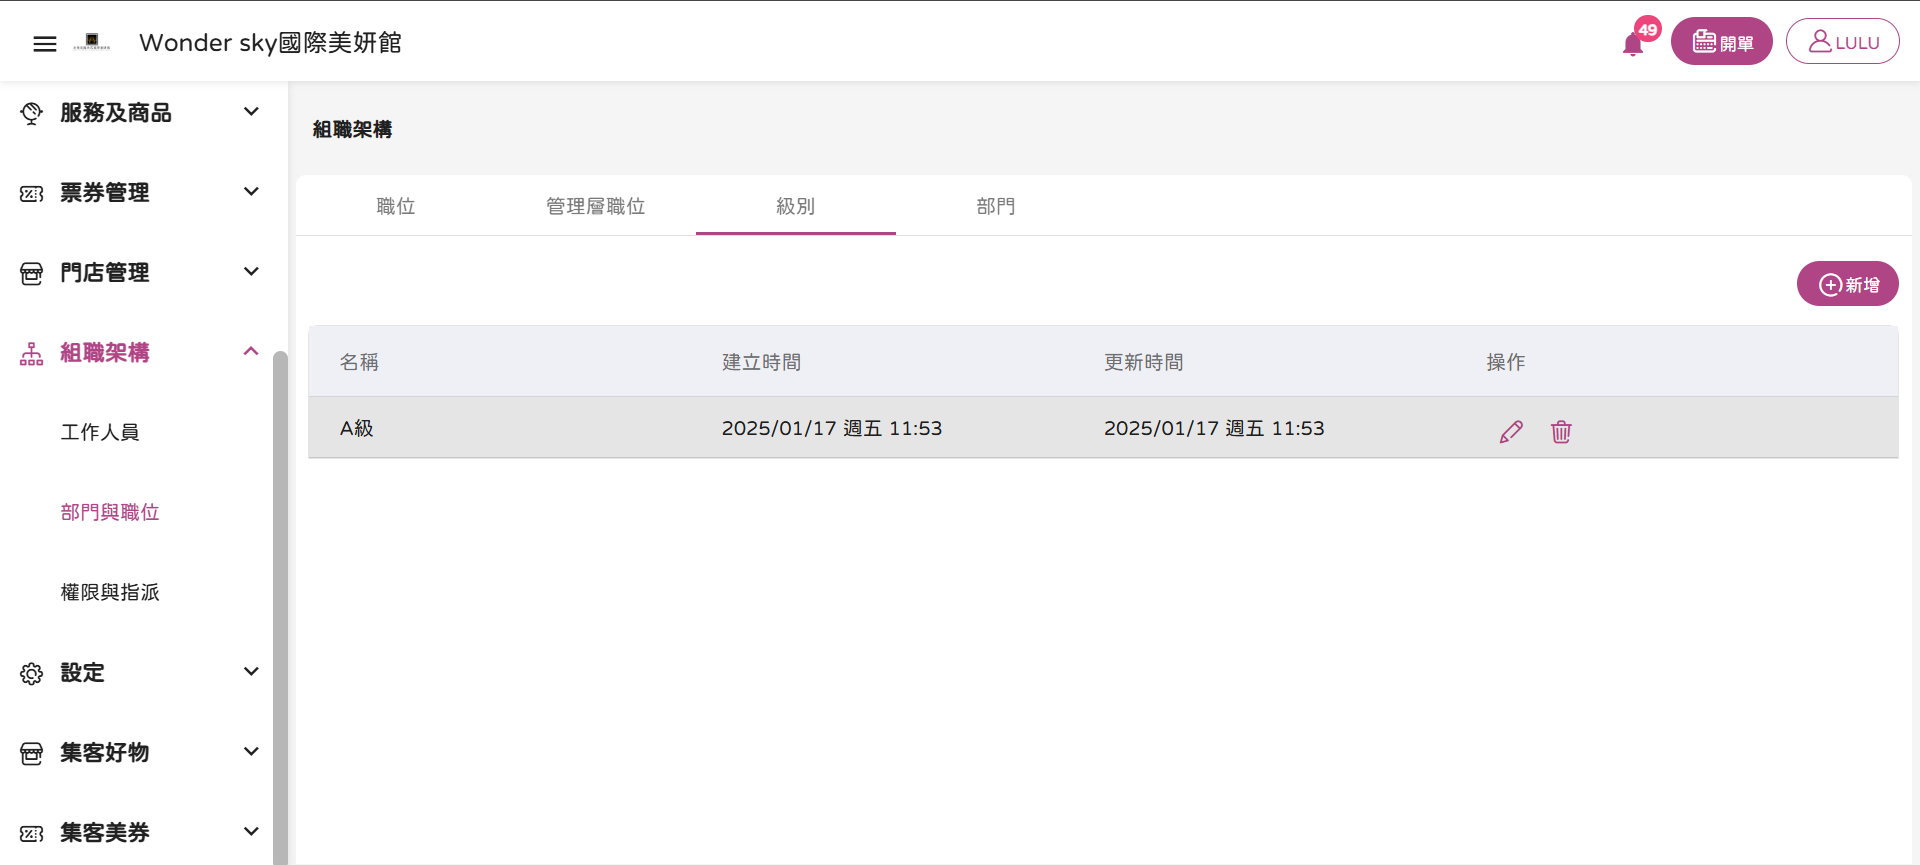 Wonder sky國際美妍館
49
開單
LULU
服務及商品
票券管理
門店管理
組職架構
工作人員
部門與職位
權限與指派
設定
集客好物
集客美券
組職架構
職位
管理層職位
級別
部門
新增
名稱
建立時間
更新時間
操作
A級
2025/01/17 週五 11:53
2025/01/17 週五 11:53